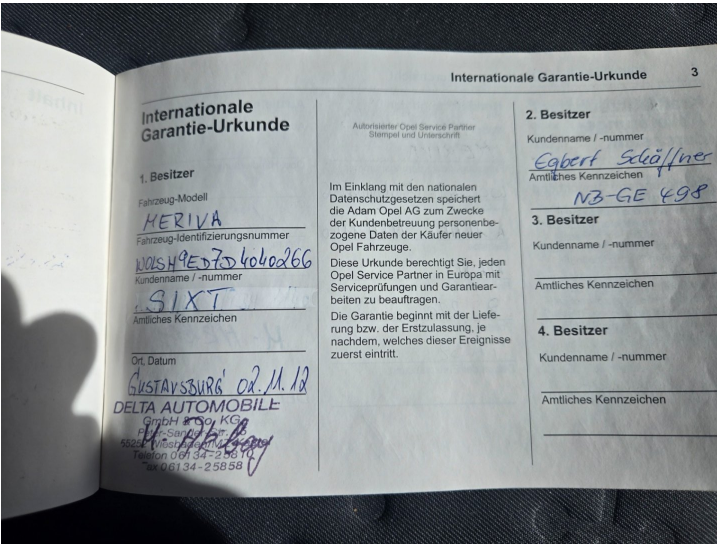 Internationale Garantie-Urkunde 3
Internationale
Garantie-Urkunde
1. Besitzer
Fahrzeug-Modell
MERIVA
Fahrzeug-Identifizierungsnummer
W0LSH9ED7D4040266
Kundenname / -nummer
SIXT
Amtliches Kennzeichen
Ort, Datum
GUSTAVSBURG 02.11.12
DELTA AUTOMOBILE
GmbH & Co. KG
Telefon 06134-258
Fax 06134-25858
Autorisierter Opel Service Partner
Stempel und Unterschrift
Im Einklang mit den nationalen
Datenschutzgesetzen speichert
die Adam Opel AG zum Zwecke
der Kundenbetreuung personenbe-
zogene Daten der Käufer neuer
Opel Fahrzeuge.
Diese Urkunde berechtigt Sie, jeden
Opel Service Partner in Europa mit
Serviceprüfungen und Garantiear-
beiten zu beauftragen.
Die Garantie beginnt mit der Liefe-
rung bzw. der Erstzulassung, je
nachdem, welches dieser Ereignisse
zuerst eintritt.
2. Besitzer
Kundenname / -nummer
Egbert Schäffner
Amtliches Kennzeichen
NB-GE 498
3. Besitzer
Kundenname / -nummer
Amtliches Kennzeichen
4. Besitzer
Kundenname / -nummer
Amtliches Kennzeichen